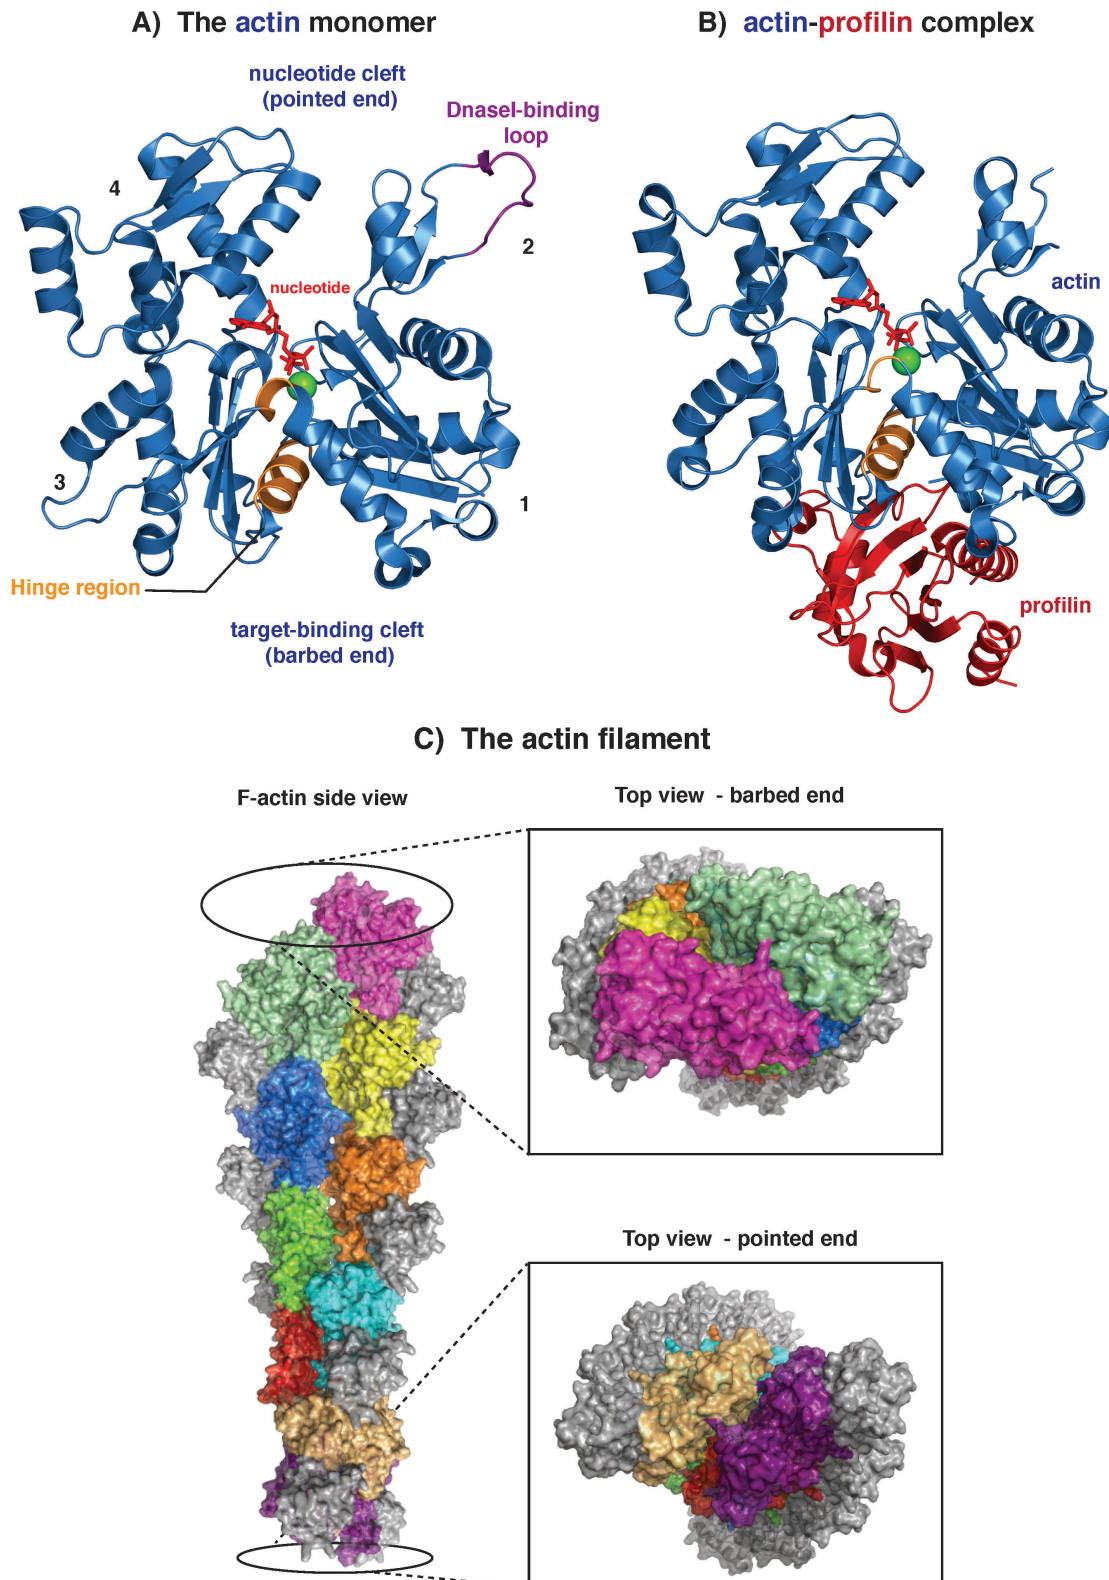 A) The actin monomer
nucleotide cleft
(pointed end)
DnaseI-binding
loop
4
2
nucleotide
3
1
Hinge region
target-binding cleft
(barbed end)
B) actin-profilin complex
actin
profilin
C) The actin filament
F-actin side view
Top view - barbed end
Top view - pointed end